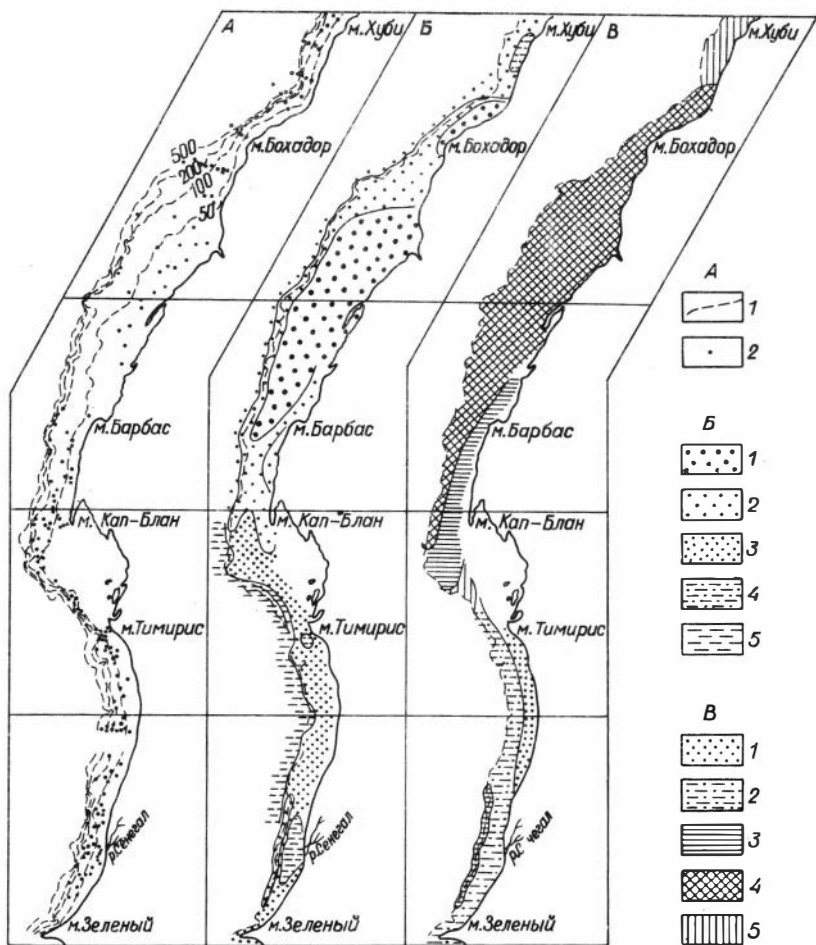 А
м.Хуби
Б
м.Хуби
В
м.Хуби
500
200
100
50
м.Бохадор
м.Бохадор
м.Бохадор
м.Барбас
м.Барбас
м.Барбас
м. Кап-Блан
м. Кап-Блан
м. Кап-Блан
м.Тимирис
м.Тимирис
м.Тимирис
р.Сенегал
р.Сенегал
р.С чегал
м.Зеленый
м.Зеленый
м.Зеленый
А
1
2
Б
1
2
3
4
5
В
1
2
3
4
5